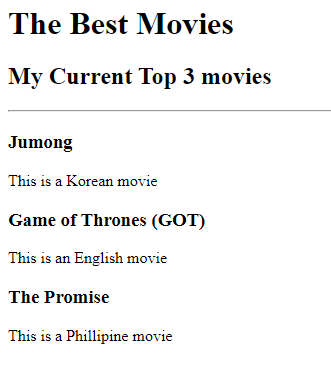 The Best Movies
My Current Top 3 movies
Jumong
This is a Korean movie
Game of Thrones (GOT)
This is an English movie
The Promise
This is a Phillipine movie